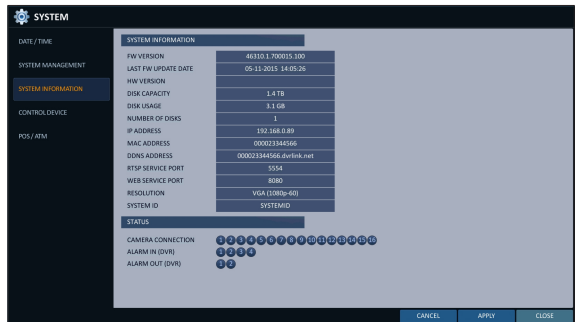 SYSTEM
DATE / TIME
SYSTEM MANAGEMENT
SYSTEM INFORMATION
CONTROL DEVICE
POS / ATM
SYSTEM INFORMATION
FW VERSION 46310.1.700015.100
LAST FW UPDATE DATE 05-11-2015 14:05:26
HW VERSION
DISK CAPACITY 1.4 TB
DISK USAGE 3.1 GB
NUMBER OF DISKS 1
IP ADDRESS 192.168.0.89
MAC ADDRESS 000023344566
DDNS ADDRESS 000023344566.dvrlink.net
RTSP SERVICE PORT 5554
WEB SERVICE PORT 8080
RESOLUTION VGA (1080p-60)
SYSTEM ID SYSTEMID
STATUS
CAMERA CONNECTION 1 2 3 4 5 6 7 8 9 10 11 12 13 14 15 16
ALARM IN (DVR) 1 2 3 4
ALARM OUT (DVR) 1 2
CANCEL APPLY CLOSE